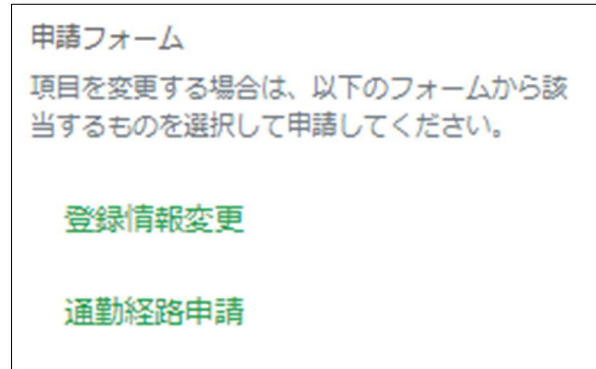 申請フォーム
項目を変更する場合は、以下のフォームから該
当するものを選択して申請してください。
登録情報変更
通勤経路申請